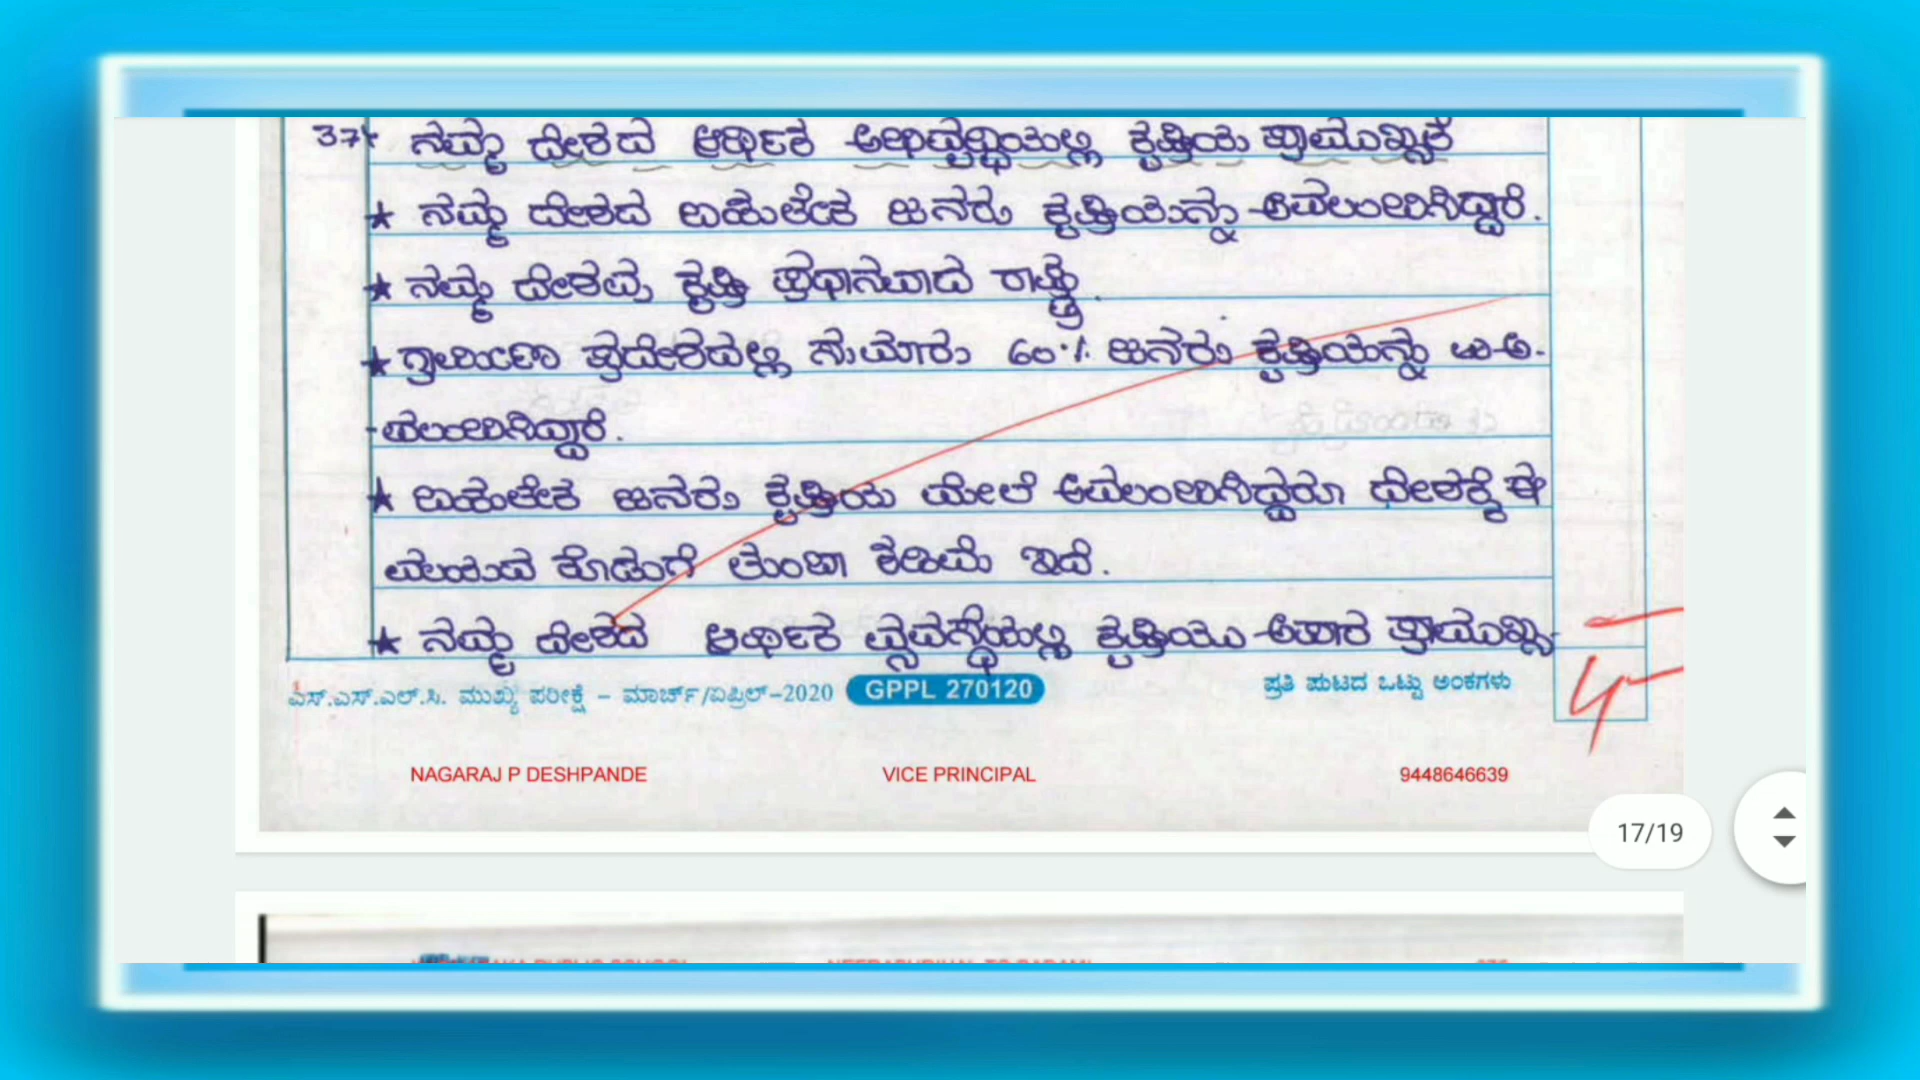 37* ನಮ್ಮ ದೇಶದ ಆರ್ಥಿಕ ಅಭಿವೃದ್ಧಿಯಲ್ಲಿ ಕೃಷಿಯ ಪ್ರಾಮುಖ್ಯತೆ
★ ನಮ್ಮ ದೇಶದ ಬಹುತೇಕ ಜನರು ಕೃಷಿಯನ್ನು ಅವಲಂಬಿಸಿದ್ದಾರೆ.
★ ನಮ್ಮ ದೇಶವು ಕೃಷಿ ಪ್ರಧಾನವಾದ ರಾಷ್ಟ್ರ.
★ ಗ್ರಾಮೀಣ ಪ್ರದೇಶದಲ್ಲಿ ಸುಮಾರು 60% ಜನರು ಕೃಷಿಯನ್ನು ಅ-
-ವಲಂಬಿಸಿದ್ದಾರೆ.
★ ಬಹುತೇಕ ಜನರು ಕೃಷಿಯ ಮೇಲೆ ಅವಲಂಬಿಸಿದ್ದರೂ ಧೇಶಕ್ಕೆ ಈ
ವಲಯದ ಕೊಡುಗೆ ತುಂಬಾ ಕಡಿಮೆ ಇದೆ.
★ ನಮ್ಮ ದೇಶದ ಆರ್ಥಿಕ ವ್ಯವಸ್ಥೆಯಲ್ಲಿ ಕೃಷಿಯು ಅಪಾರ ಪ್ರಾಮುಖ್ಯ-
ಎಸ್.ಎಸ್.ಎಲ್.ಸಿ. ಮುಖ್ಯ ಪರೀಕ್ಷೆ – ಮಾರ್ಚ್/ಏಪ್ರಿಲ್–2020 GPPL 270120 ಪ್ರತಿ ಪುಟದ ಒಟ್ಟು ಅಂಕಗಳು 4
NAGARAJ P DESHPANDE VICE PRINCIPAL 9448646639
17/19